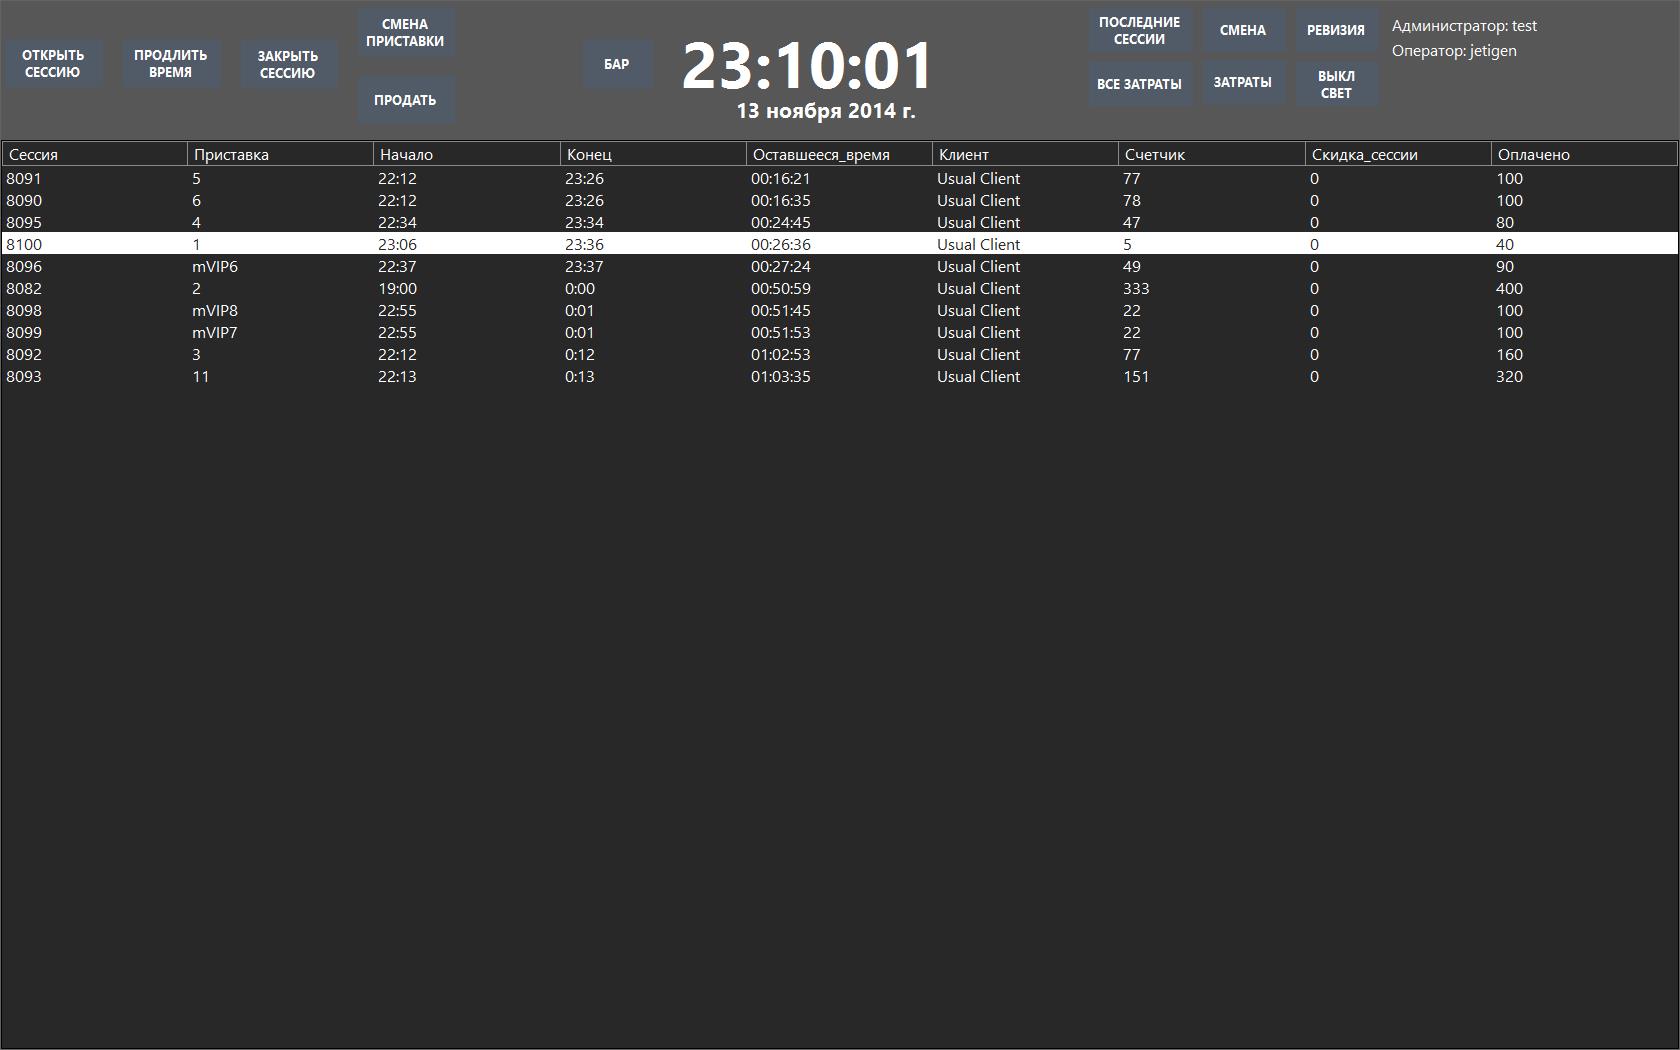 ОТКРЫТЬ
СЕССИЮ
ПРОДЛИТЬ
ВРЕМЯ
ЗАКРЫТЬ
СЕССИЮ
СМЕНА
ПРИСТАВКИ
ПРОДАТЬ
БАР
23:10:01
13 ноября 2014 г.
ПОСЛЕДНИЕ
СЕССИИ
СМЕНА
РЕВИЗИЯ
ВСЕ ЗАТРАТЫ
ЗАТРАТЫ
ВЫКЛ
СВЕТ
Администратор: test
Оператор: jetigen
Сессия Приставка Начало Конец Оставшееся_время Клиент Счетчик Скидка_сессии Оплачено
8091 5 22:12 23:26 00:16:21 Usual Client 77 0 100
8090 6 22:12 23:26 00:16:35 Usual Client 78 0 100
8095 4 22:34 23:34 00:24:45 Usual Client 47 0 80
8100 1 23:06 23:36 00:26:36 Usual Client 5 0 40
8096 mVIP6 22:37 23:37 00:27:24 Usual Client 49 0 90
8082 2 19:00 0:00 00:50:59 Usual Client 333 0 400
8098 mVIP8 22:55 0:01 00:51:45 Usual Client 22 0 100
8099 mVIP7 22:55 0:01 00:51:53 Usual Client 22 0 100
8092 3 22:12 0:12 01:02:53 Usual Client 77 0 160
8093 11 22:13 0:13 01:03:35 Usual Client 151 0 320